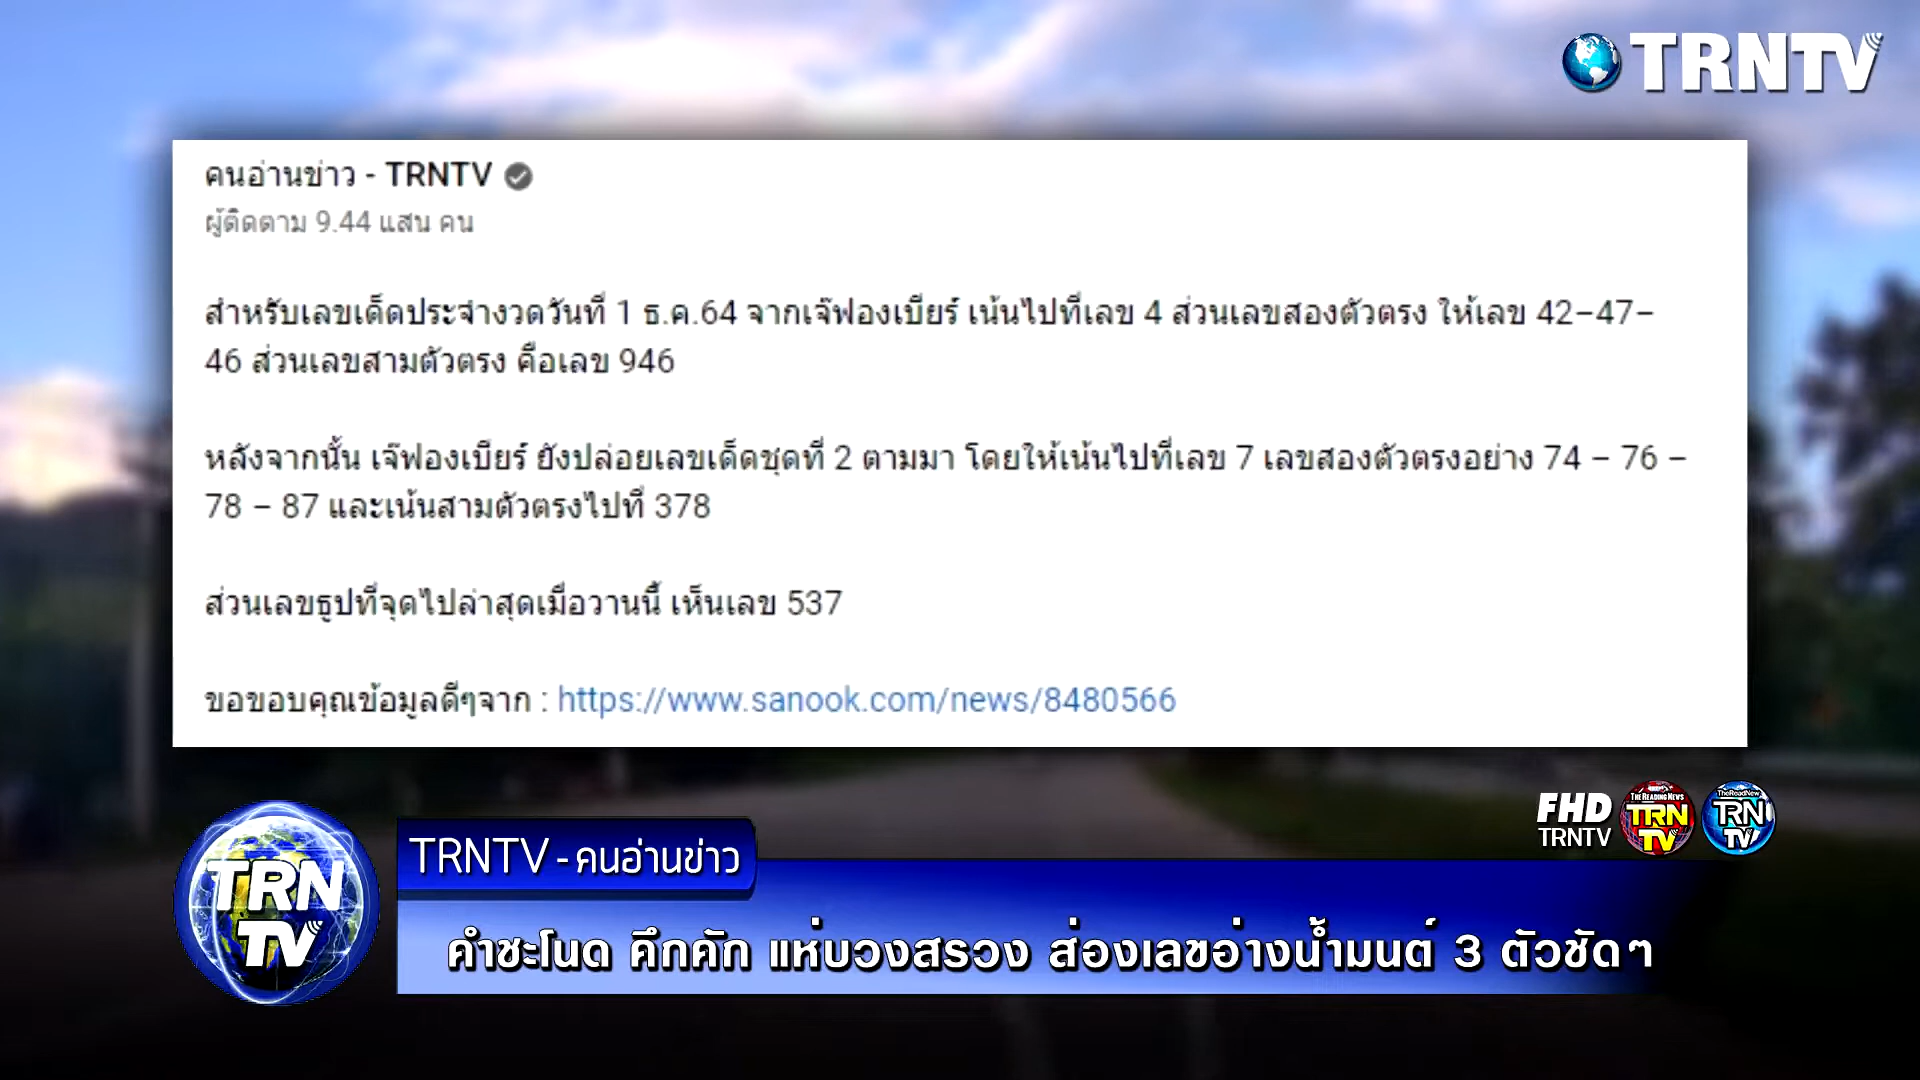 TRNTV
คนอ่านข่าว - TRNTV
ผู้ติดตาม 9.44 แสน คน
สำหรับเลขเด็ดประจำงวดวันที่ 1 ธ.ค.64 จากเจ๊ฟองเบียร์ เน้นไปที่เลข 4 ส่วนเลขสองตัวตรง ให้เลข 42–47–
46 ส่วนเลขสามตัวตรง คือเลข 946
หลังจากนั้น เจ๊ฟองเบียร์ ยังปล่อยเลขเด็ดชุดที่ 2 ตามมา โดยให้เน้นไปที่เลข 7 เลขสองตัวตรงอย่าง 74 – 76 –
78 – 87 และเน้นสามตัวตรงไปที่ 378
ส่วนเลขธูปที่จุดไปล่าสุดเมื่อวานนี้ เห็นเลข 537
ขอขอบคุณข้อมูลดีๆจาก : https://www.sanook.com/news/8480566
FHD
TRNTV
THE READING NEWS
TRN
TV
TheReadNew
TRN
TV
TRN
TV
TRNTV - คนอ่านข่าว
คำชะโนด คึกคัก แห่บวงสรวง ส่องเลขอ่างน้ำมนต์ 3 ตัวชัดๆ